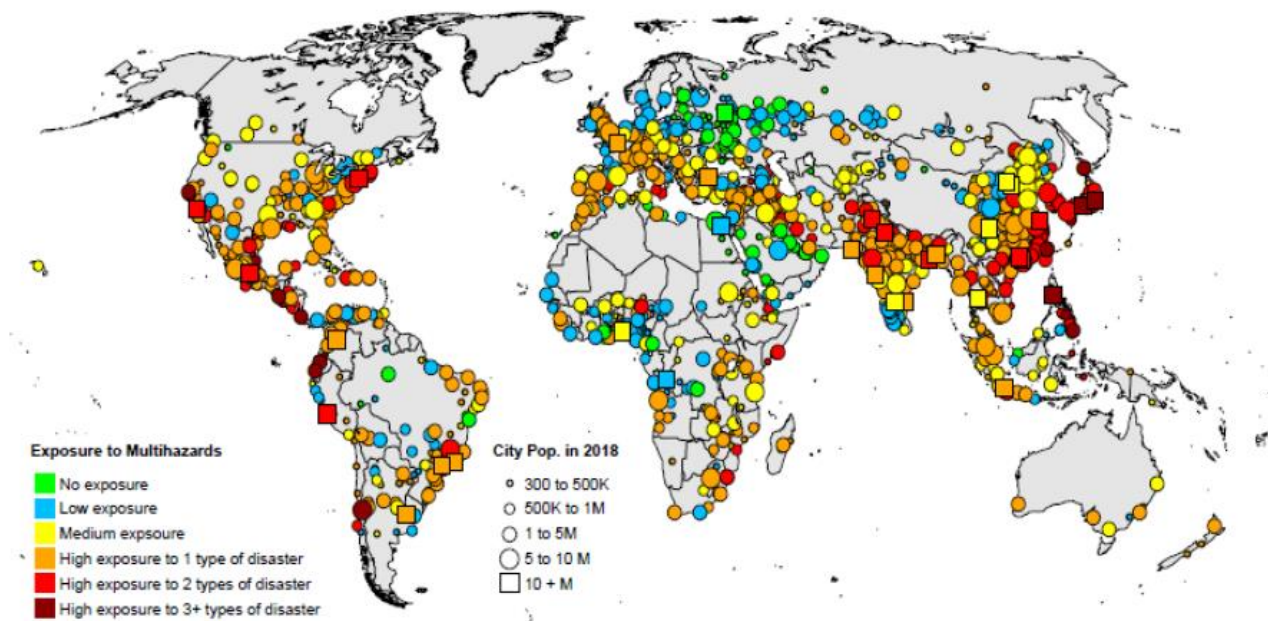 Exposure to Multihazards
No exposure
Low exposure
Medium expsoure
High exposure to 1 type of disaster
High exposure to 2 types of disaster
High exposure to 3+ types of disaster
City Pop. in 2018
300 to 500K
500K to 1M
1 to 5M
5 to 10 M
10 + M